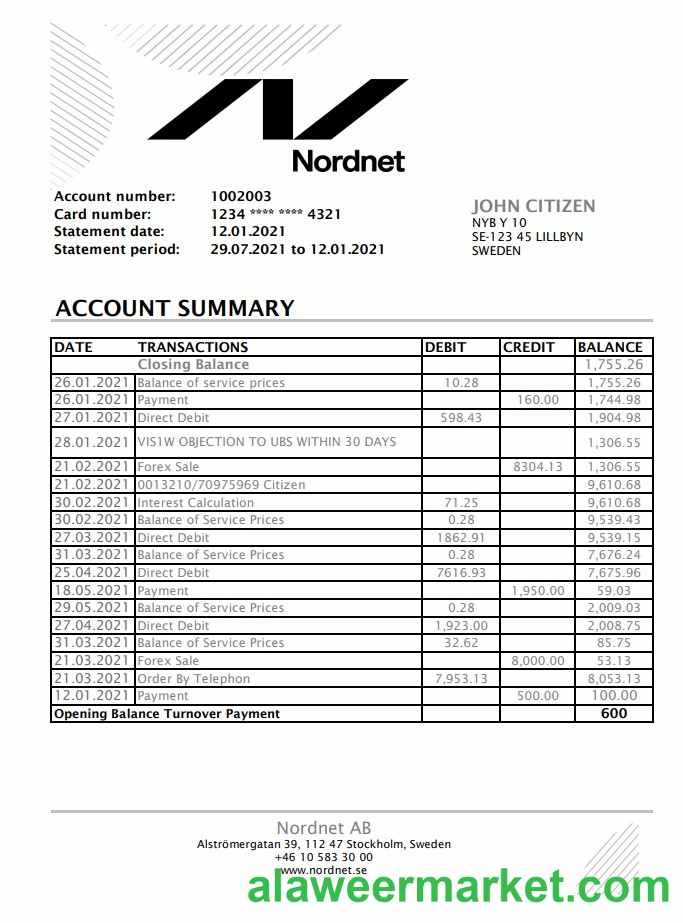 Nordnet
Account number: 1002003
Card number: 1234 **** **** 4321
Statement date: 12.01.2021
Statement period: 29.07.2021 to 12.01.2021
JOHN CITIZEN
NYB Y 10
SE-123 45 LILLBYN
SWEDEN
ACCOUNT SUMMARY
DATE TRANSACTIONS DEBIT CREDIT BALANCE
Closing Balance 1,755.26
26.01.2021 Balance of service prices 10.28 1,755.26
26.01.2021 Payment 160.00 1,744.98
27.01.2021 Direct Debit 598.43 1,904.98
28.01.2021 VIS1W OBJECTION TO UBS WITHIN 30 DAYS 1,306.55
21.02.2021 Forex Sale 8304.13 1,306.55
21.02.2021 0013210/70975969 Citizen 9,610.68
30.02.2021 Interest Calculation 71.25 9,610.68
30.02.2021 Balance of Service Prices 0.28 9,539.43
27.03.2021 Direct Debit 1862.91 9,539.15
31.03.2021 Balance of Service Prices 0.28 7,676.24
25.04.2021 Direct Debit 7616.93 7,675.96
18.05.2021 Payment 1,950.00 59.03
29.05.2021 Balance of Service Prices 0.28 2,009.03
27.04.2021 Direct Debit 1,923.00 2,008.75
31.03.2021 Balance of Service Prices 32.62 85.75
21.03.2021 Forex Sale 8,000.00 53.13
21.03.2021 Order By Telephon 7,953.13 8,053.13
12.01.2021 Payment 500.00 100.00
Opening Balance Turnover Payment 600
Nordnet AB
Alströmergatan 39, 112 47 Stockholm, Sweden
+46 10 583 30 00
www.nordnet.se
alaweermarket.com